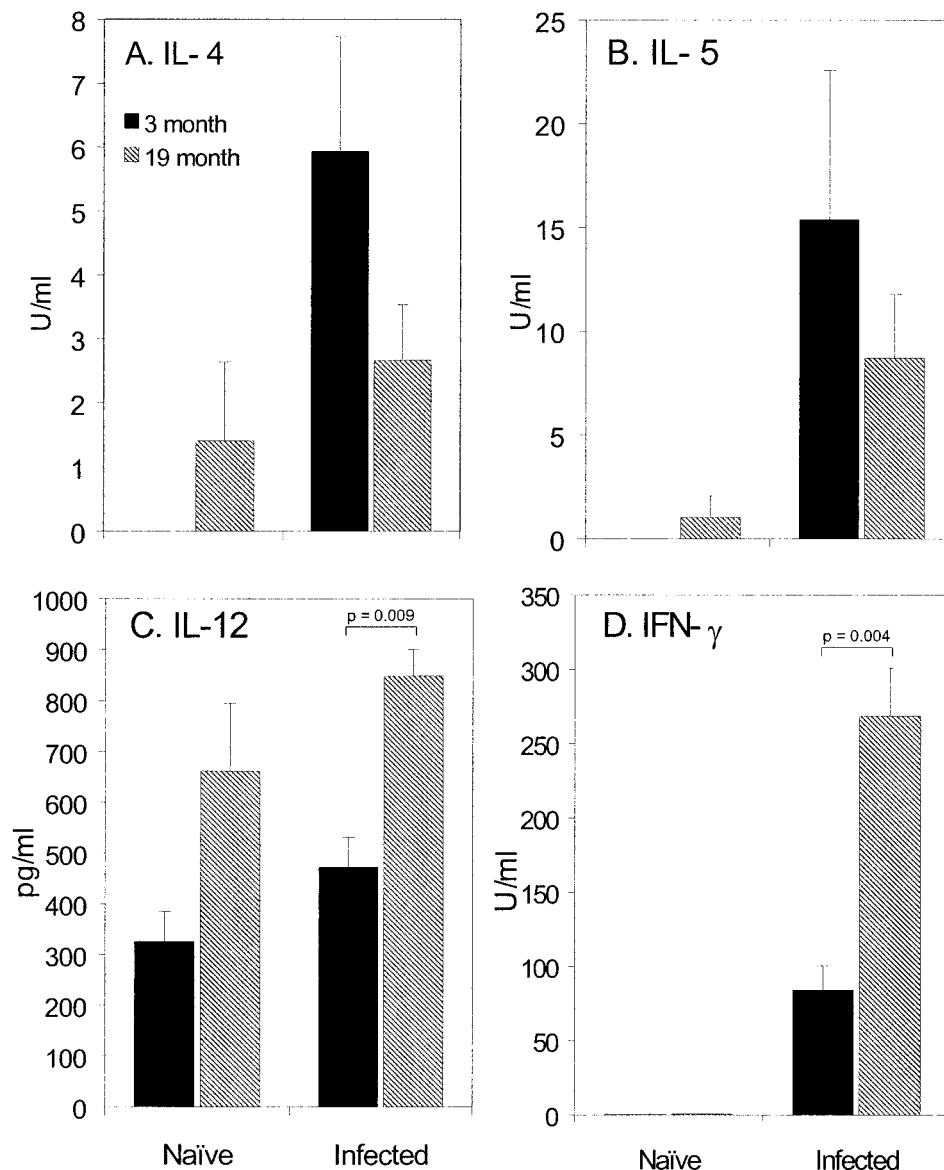 A. IL- 4
3 month
19 month
8
7
6
5
4
3
2
1
0
U/ml
B. IL- 5
25
20
15
10
5
0
U/ml
C. IL-12
p = 0.009
1000
900
800
700
600
500
400
300
200
100
0
pg/ml
Naïve Infected
D. IFN- γ
p = 0.004
350
300
250
200
150
100
50
0
U/ml
Naïve Infected